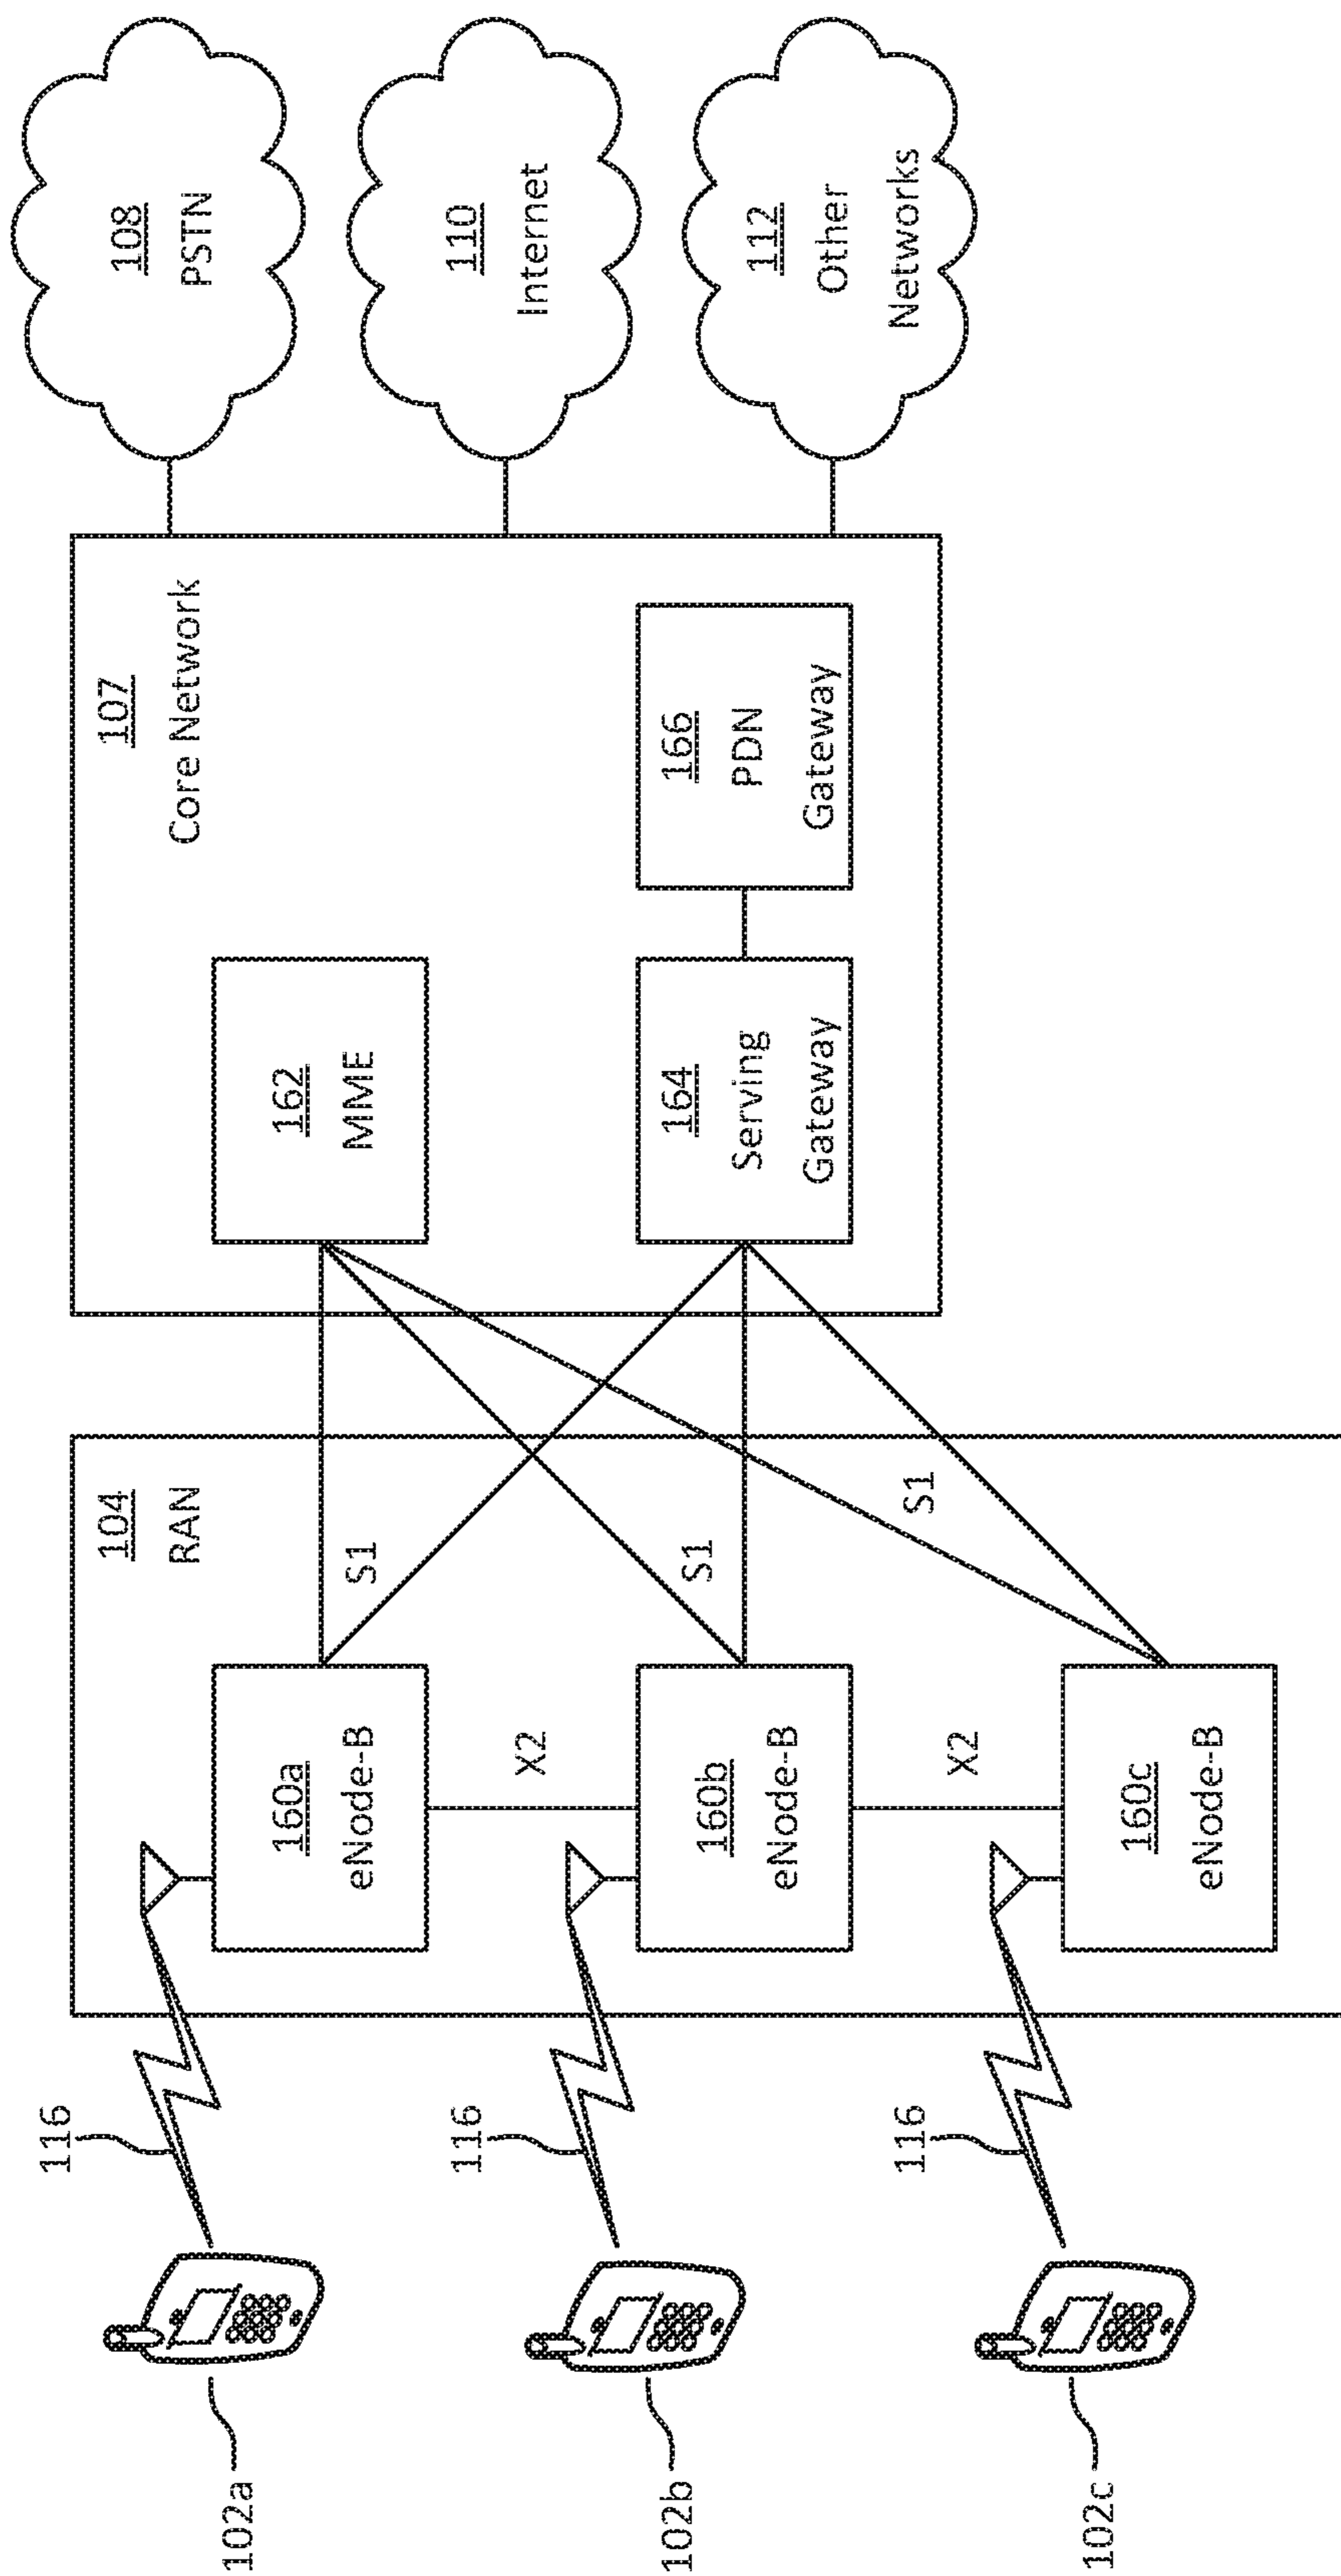 102a
116
104
RAN
160a
eNode-B
S1
X2
107
Core Network
162
MME
108
PSTN
102b
116
160b
eNode-B
S1
X2
164
Serving
Gateway
166
PDN
Gateway
110
Internet
102c
116
160c
eNode-B
S1
112
Other
Networks